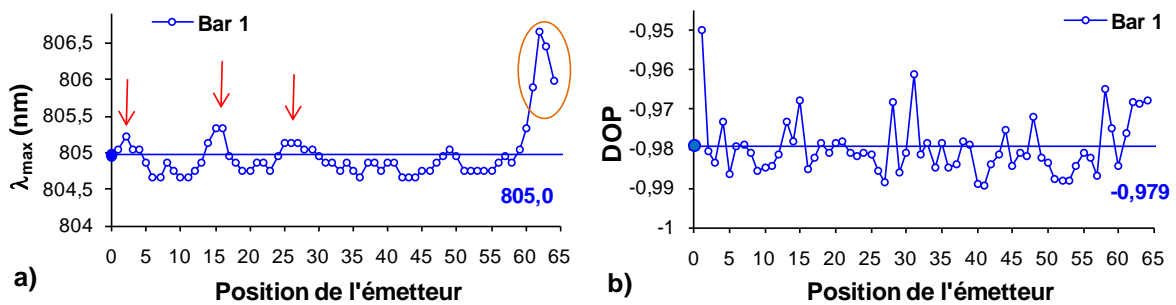 a)
Bar 1
λmax (nm)
806,5
806
805,5
805
804,5
804
805,0
0 5 10 15 20 25 30 35 40 45 50 55 60 65
Position de l'émetteur
b)
Bar 1
DOP
-0,95
-0,96
-0,97
-0,98
-0,99
-1
-0,979
0 5 10 15 20 25 30 35 40 45 50 55 60 65
Position de l'émetteur